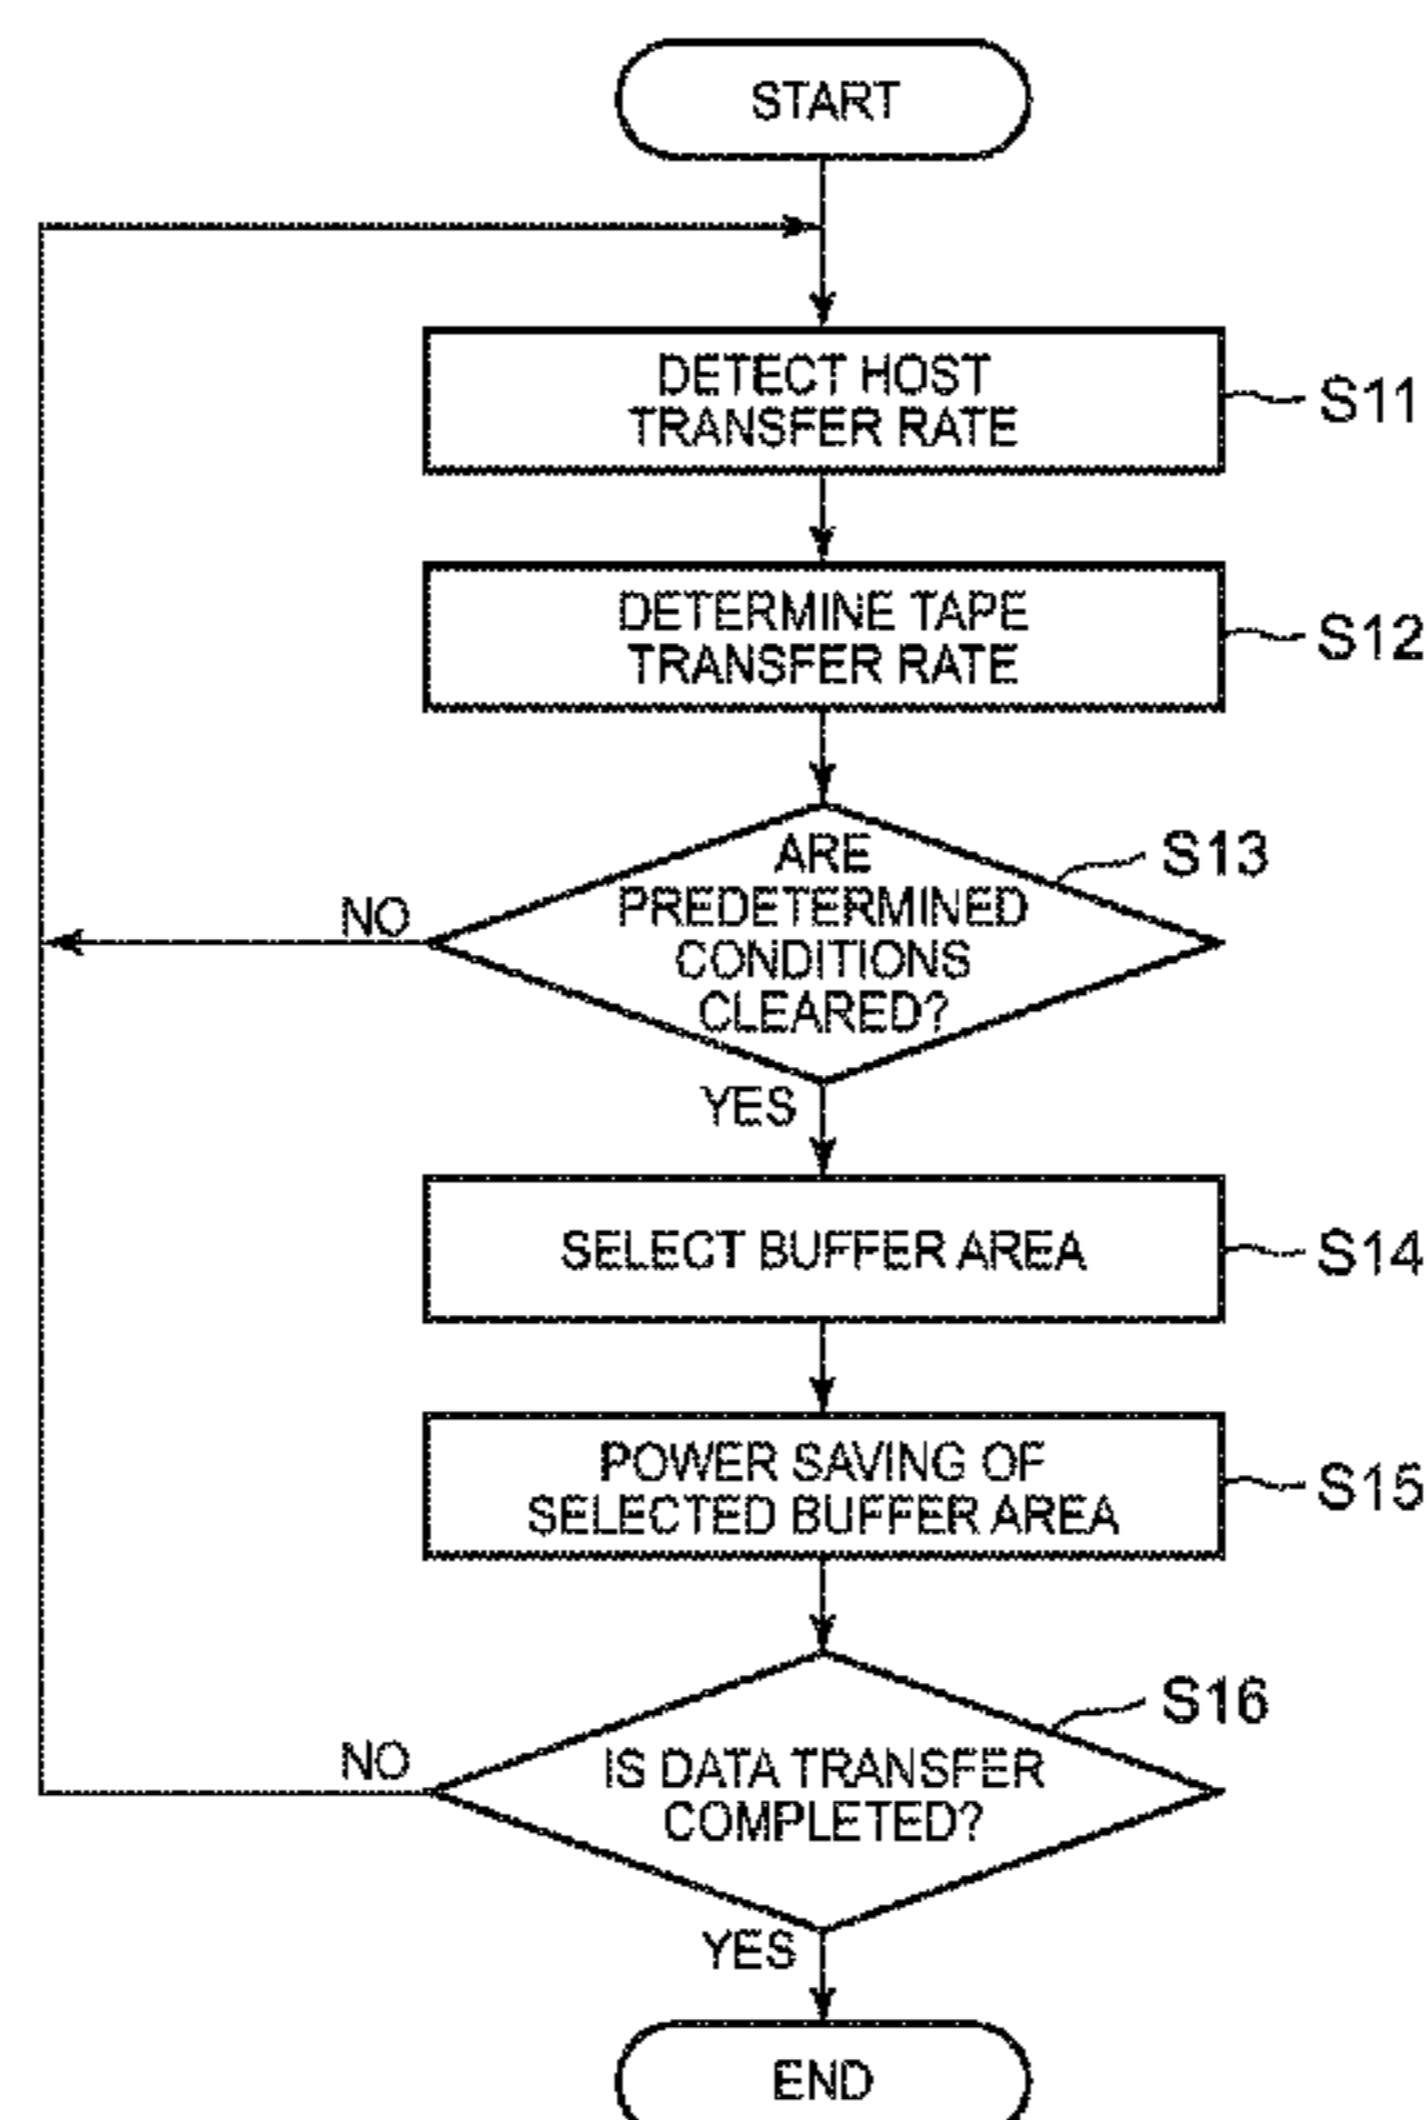 START
DETECT HOST
TRANSFER RATE
S11
DETERMINE TAPE
TRANSFER RATE
S12
ARE
PREDETERMINED
CONDITIONS
CLEARED?
S13
NO
YES
SELECT BUFFER AREA
S14
POWER SAVING OF
SELECTED BUFFER AREA
S15
S16
NO
IS DATA TRANSFER
COMPLETED?
YES
END